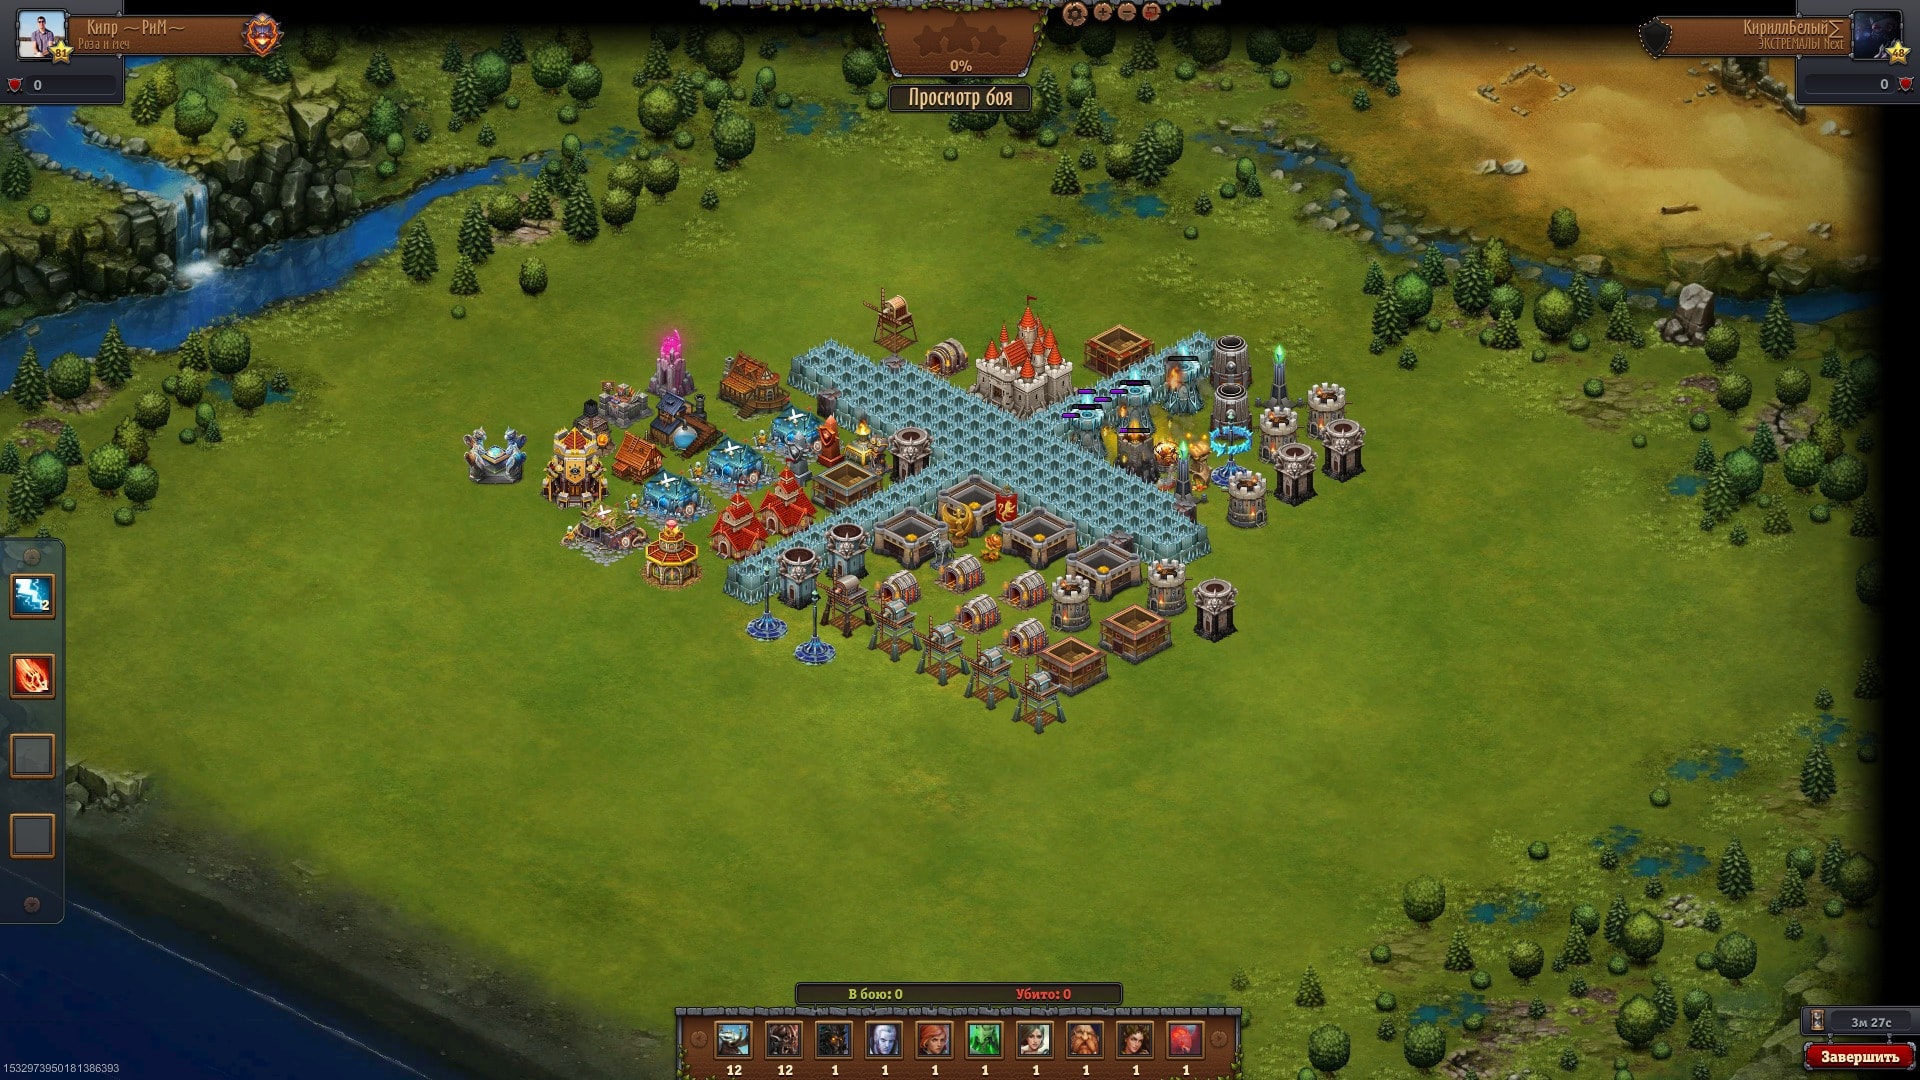 Кипр ~РиМ~
Роза и меч
81
0
0%
Просмотр боя
КириллБелый∑
ЭКСТРЕМАЛЫ Next
48
0
2
В бою: 0
Убито: 0
12 12 1 1 1 1 1 1 1 1
3м 27с
Завершить
1532973950181386393